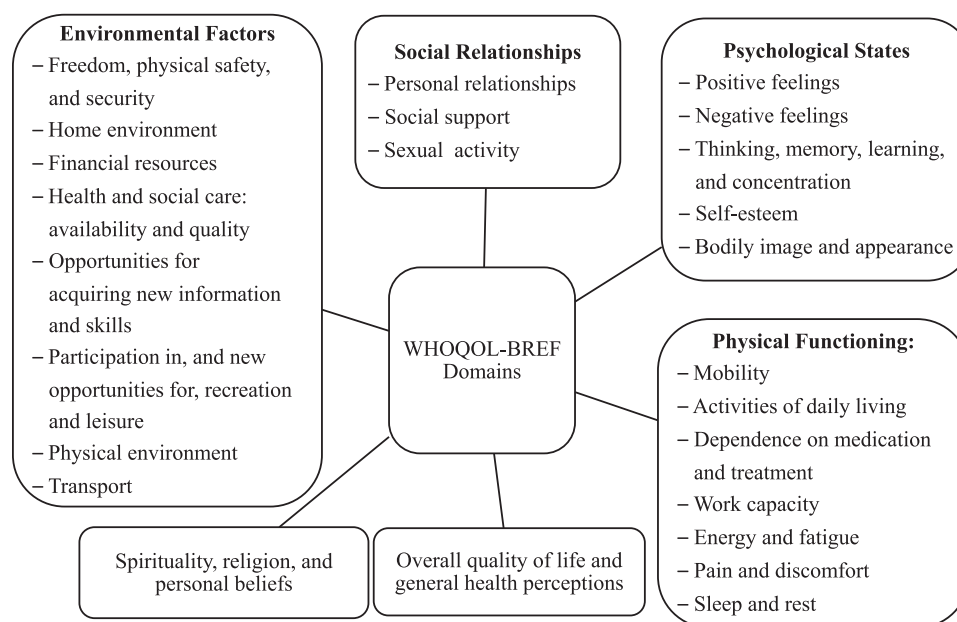 Environmental Factors
– Freedom, physical safety,
and security
– Home environment
– Financial resources
– Health and social care:
availability and quality
– Opportunities for
acquiring new information
and skills
– Participation in, and new
opportunities for, recreation
and leisure
– Physical environment
– Transport
Social Relationships
– Personal relationships
– Social support
– Sexual activity
Psychological States
– Positive feelings
– Negative feelings
– Thinking, memory, learning,
and concentration
– Self-esteem
– Bodily image and appearance
WHOQOL-BREF
Domains
Physical Functioning:
– Mobility
– Activities of daily living
– Dependence on medication
and treatment
– Work capacity
– Energy and fatigue
– Pain and discomfort
– Sleep and rest
Spirituality, religion, and
personal beliefs
Overall quality of life and
general health perceptions